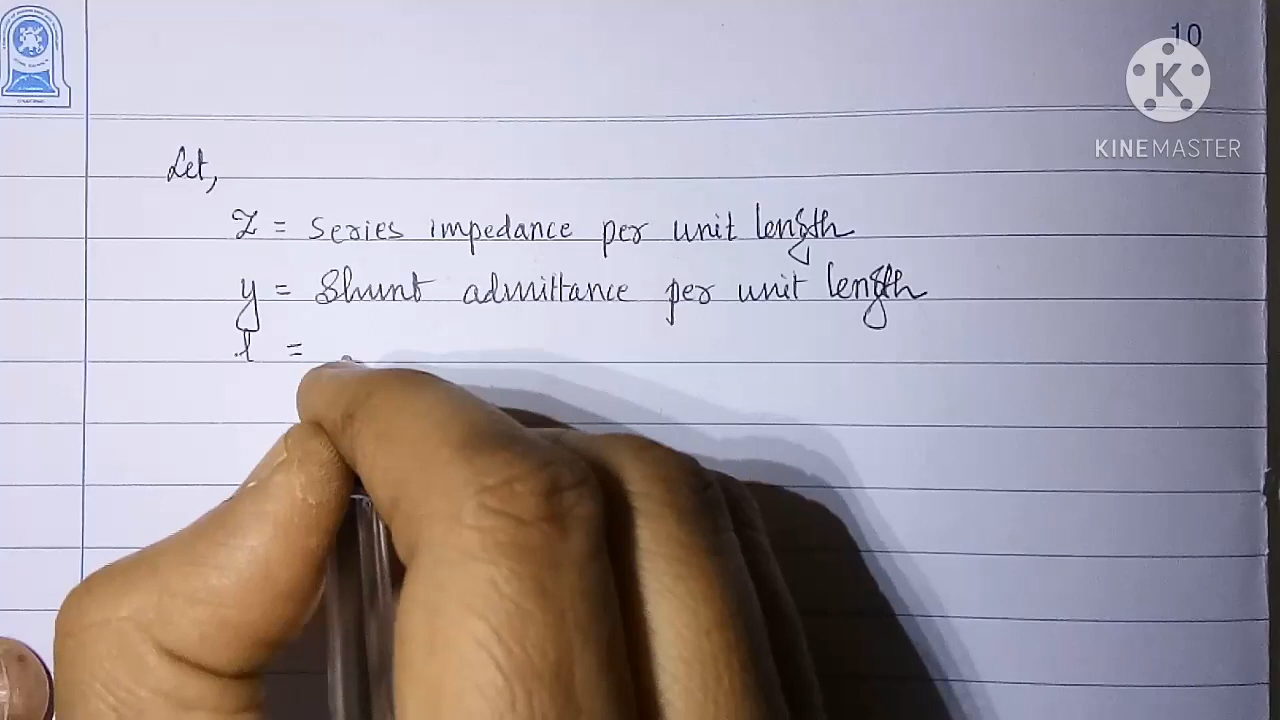 10
KINEMASTER
Let,
Z = Series impedance per unit length
y = Shunt admittance per unit length
l =